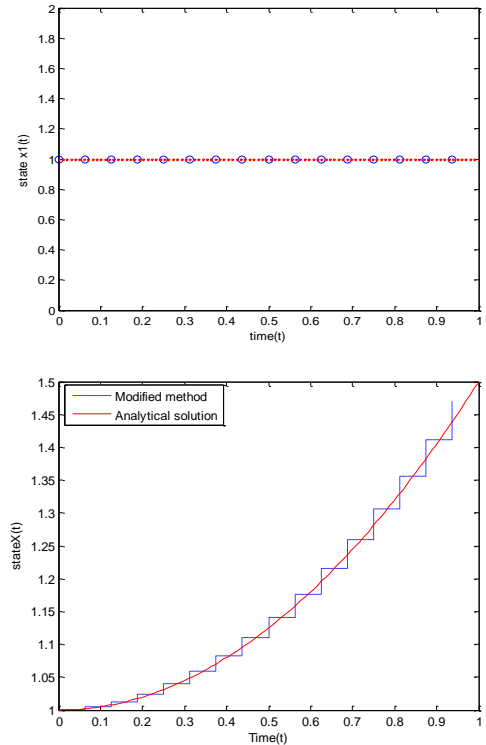 2
1.8
1.6
1.4
1.2
1
0.8
0.6
0.4
0.2
0
state x1(t)
0 0.1 0.2 0.3 0.4 0.5 0.6 0.7 0.8 0.9 1
time(t)
1.5
1.45
1.4
1.35
1.3
1.25
1.2
1.15
1.1
1.05
1
stateX(t)
Modified method
Analytical solution
0 0.1 0.2 0.3 0.4 0.5 0.6 0.7 0.8 0.9 1
Time(t)